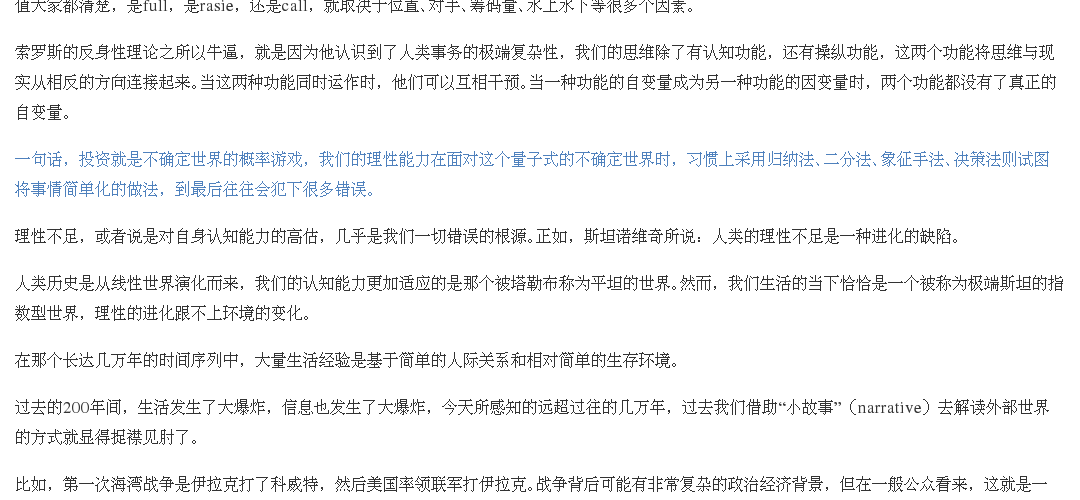 值大家都清楚，是full，是rasie，还是call，就取决于位置、对手、筹码量、水上水下等很多个因素。
索罗斯的反身性理论之所以牛逼，就是因为他认识到了人类事务的极端复杂性，我们的思维除了有认知功能，还有操纵功能，这两个功能将思维与现
实从相反的方向连接起来。当这两种功能同时运作时，他们可以互相干预。当一种功能的自变量成为另一种功能的因变量时，两个功能都没有了真正的
自变量。
一句话，投资就是不确定世界的概率游戏，我们的理性能力在面对这个量子式的不确定世界时，习惯上采用归纳法、二分法、象征手法、决策法则试图
将事情简单化的做法，到最后往往会犯下很多错误。
理性不足，或者说是对自身认知能力的高估，几乎是我们一切错误的根源。正如，斯坦诺维奇所说：人类的理性不足是一种进化的缺陷。
人类历史是从线性世界演化而来，我们的认知能力更加适应的是那个被塔勒布称为平坦的世界。然而，我们生活的当下恰恰是一个被称为极端斯坦的指
数型世界，理性的进化跟不上环境的变化。
在那个长达几万年的时间序列中，大量生活经验是基于简单的人际关系和相对简单的生存环境。
过去的200年间，生活发生了大爆炸，信息也发生了大爆炸，今天所感知的远超过往的几万年，过去我们借助“小故事”（narrative）去解读外部世界
的方式就显得捉襟见肘了。
比如，第一次海湾战争是伊拉克打了科威特，然后美国率领联军打伊拉克。战争背后可能有非常复杂的政治经济背景，但在一般公众看来，这就是一